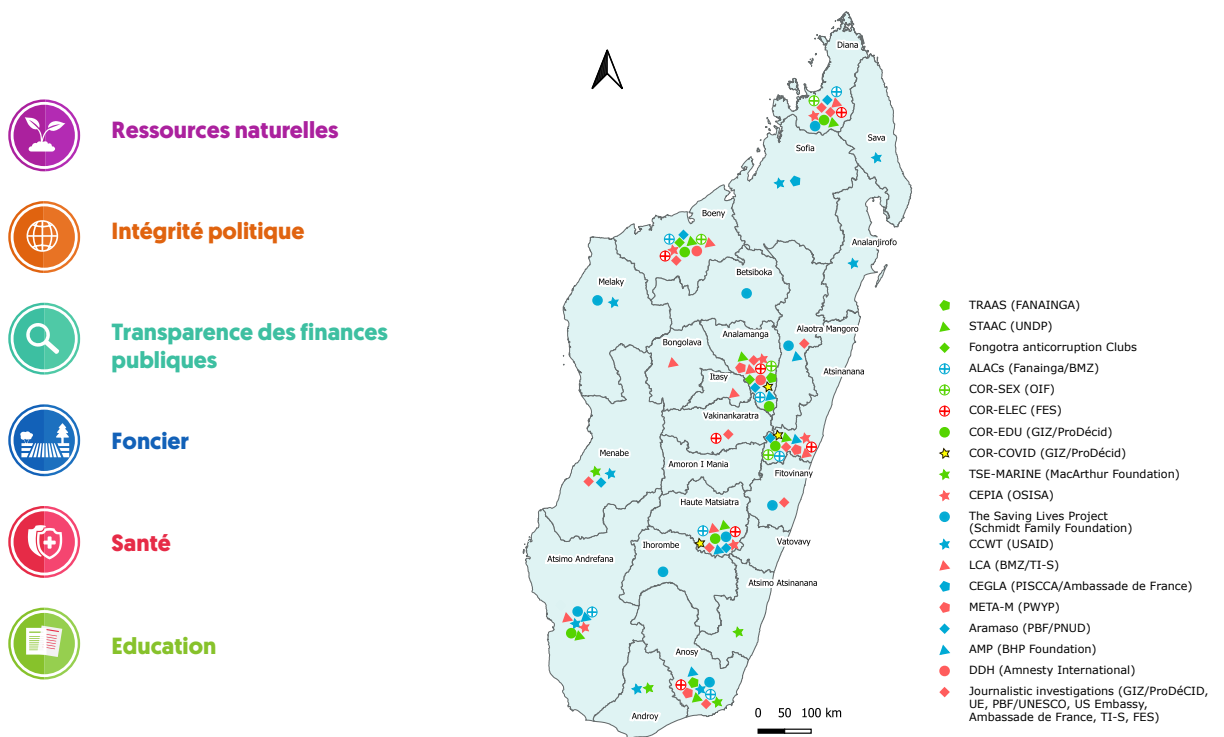 Ressources naturelles
Intégrité politique
Transparence des finances
publiques
Foncier
Santé
Education
Diana
Sava
Sofia
Boeny
Analanjirofo
Betsiboka
Melaky
Alaotra Mangoro
Analamanga
Bongolava
Atsinanana
Itasy
Vakinankaratra
Menabe
Amoron I Mania
Fitovinany
Haute Matsiatra
Vatovavy
Ihorombe
Atsimo Andrefana
Atsimo Atsinanana
Anosy
Androy
0 50 100 km
TRAAS (FANAINGA)
STAAC (UNDP)
Fongotra anticorruption Clubs
ALACs (Fanainga/BMZ)
COR-SEX (OIF)
COR-ELEC (FES)
COR-EDU (GIZ/ProDécid)
COR-COVID (GIZ/ProDécid)
TSE-MARINE (MacArthur Foundation)
CEPIA (OSISA)
The Saving Lives Project
(Schmidt Family Foundation)
CCWT (USAID)
LCA (BMZ/TI-S)
CEGLA (PISCCA/Ambassade de France)
META-M (PWYP)
Aramaso (PBF/PNUD)
AMP (BHP Foundation)
DDH (Amnesty International)
Journalistic investigations (GIZ/ProDéCID,
UE, PBF/UNESCO, US Embassy,
Ambassade de France, TI-S, FES)